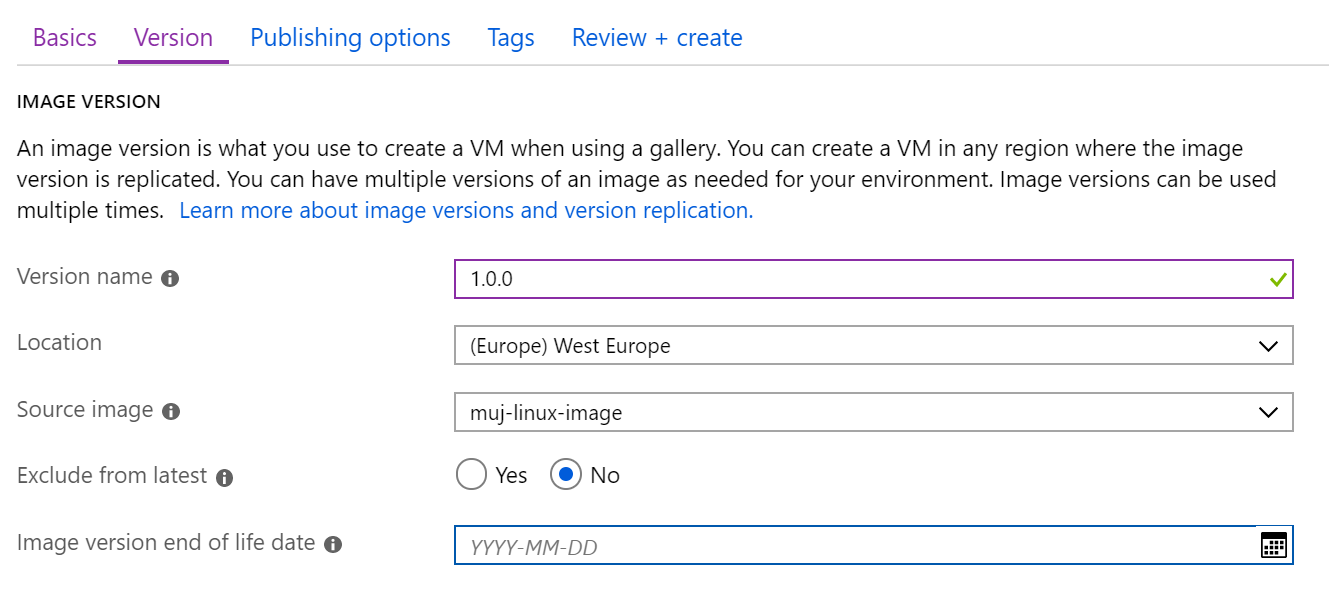 Basics Version Publishing options Tags Review + create
IMAGE VERSION
An image version is what you use to create a VM when using a gallery. You can create a VM in any region where the image
version is replicated. You can have multiple versions of an image as needed for your environment. Image versions can be used
multiple times. Learn more about image versions and version replication.
Version name 1.0.0
Location (Europe) West Europe
Source image muj-linux-image
Exclude from latest Yes No
Image version end of life date YYYY-MM-DD